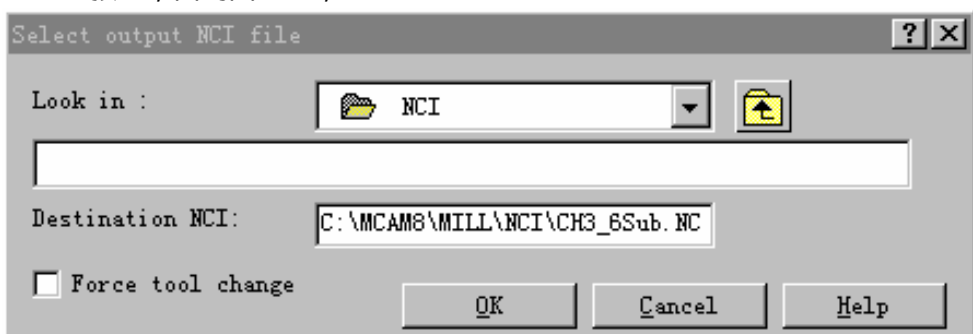 Select output NCI file
? ×
Look in :
NCI
Destination NCI:
C:\MCAM8\MILL\NCI\CH3_6Sub.NC
Force tool change
OK
Cancel
Help